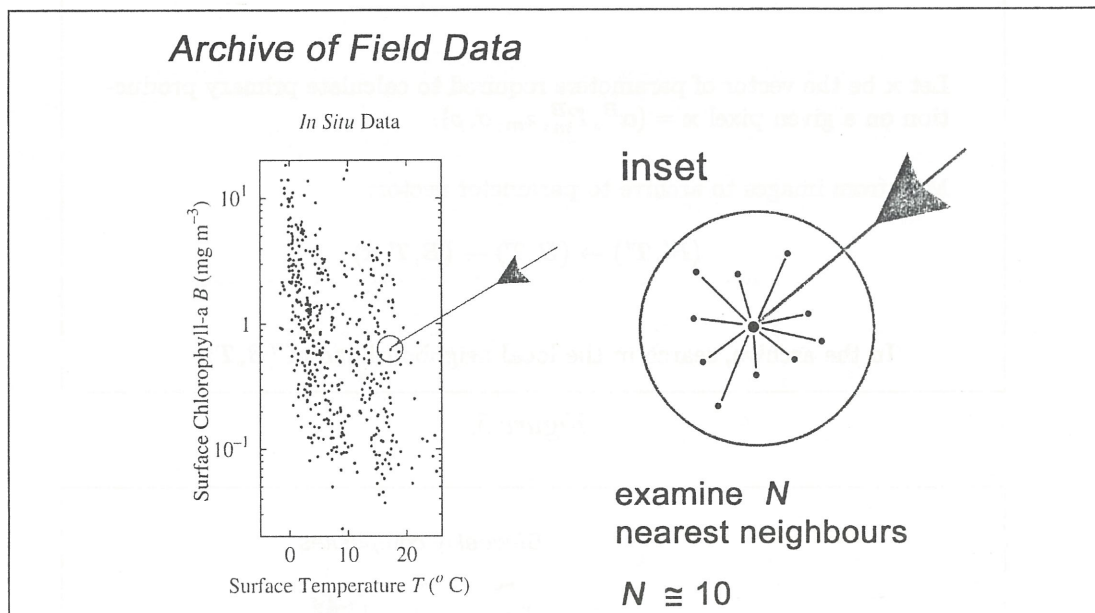 Archive of Field Data
In Situ Data
Surface Chlorophyll-a B (mg m⁻³)
10¹
1
10⁻¹
0 10 20
Surface Temperature T (° C)
inset
examine N
nearest neighbours
N ≅ 10